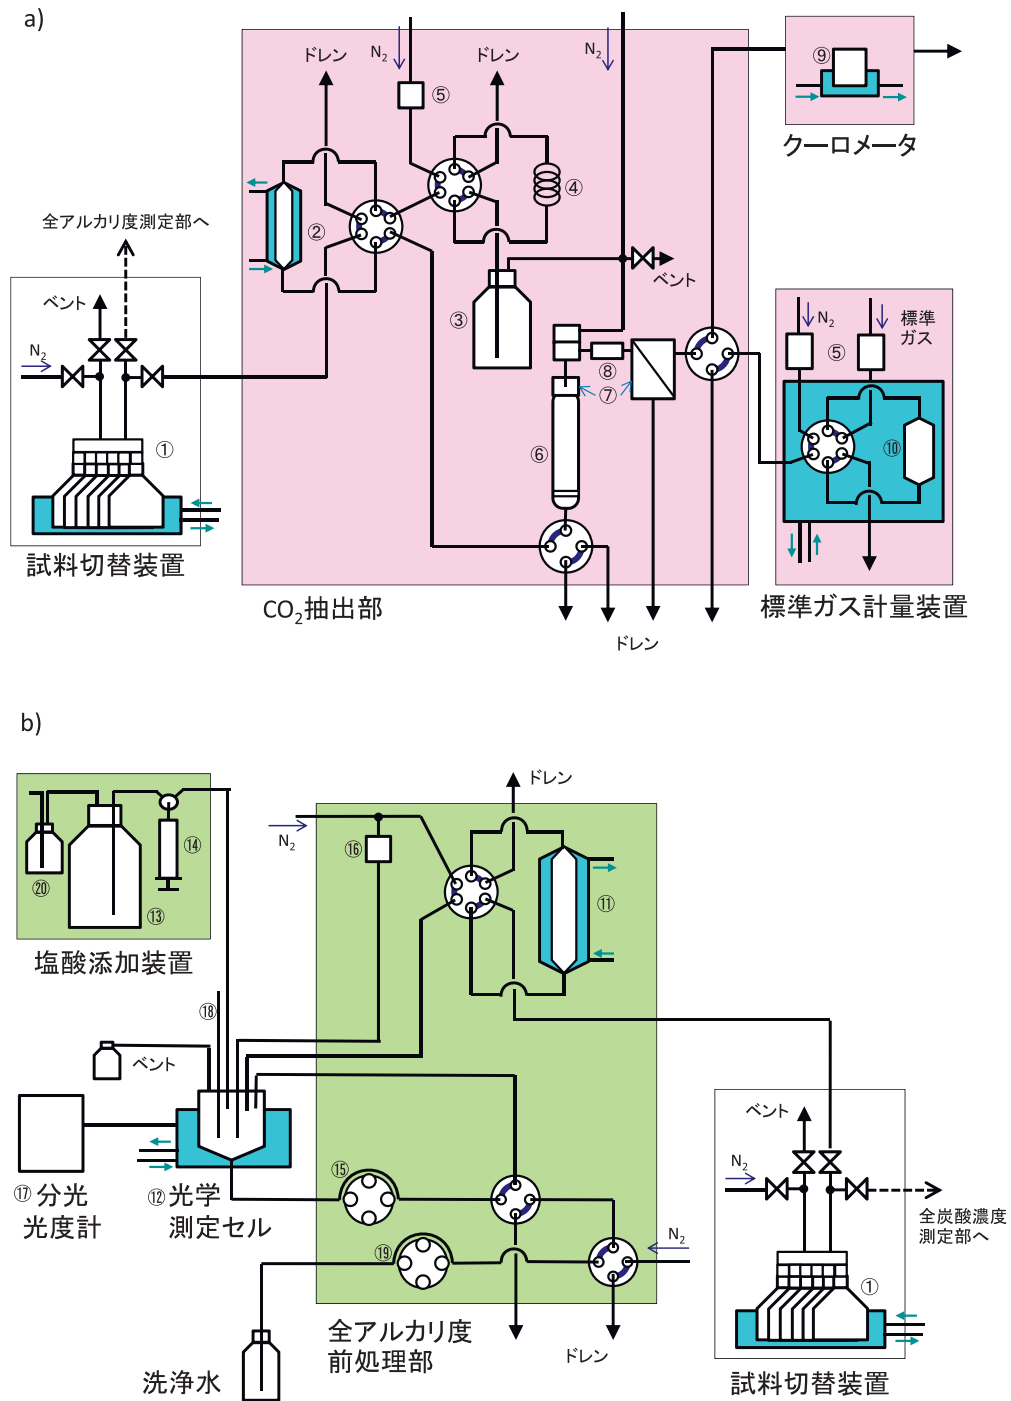 a)
ドレン
N2
⑤
ドレン
N2
⑨
クーロメータ
④
全アルカリ度測定部へ
②
ベント
ベント
③
N2
標準
ガス
N2
⑤
⑧
⑦
⑥
⑩
①
試料切替装置
CO2抽出部
標準ガス計量装置
ドレン
b)
ドレン
N2
⑭
⑯
⑳
⑬
⑪
塩酸添加装置
⑱
ベント
ベント
N2
⑰分光
光度計
⑫光学
測定セル
⑮
全炭酸濃度
測定部へ
⑲
N2
①
全アルカリ度
前処理部
ドレン
洗浄水
試料切替装置